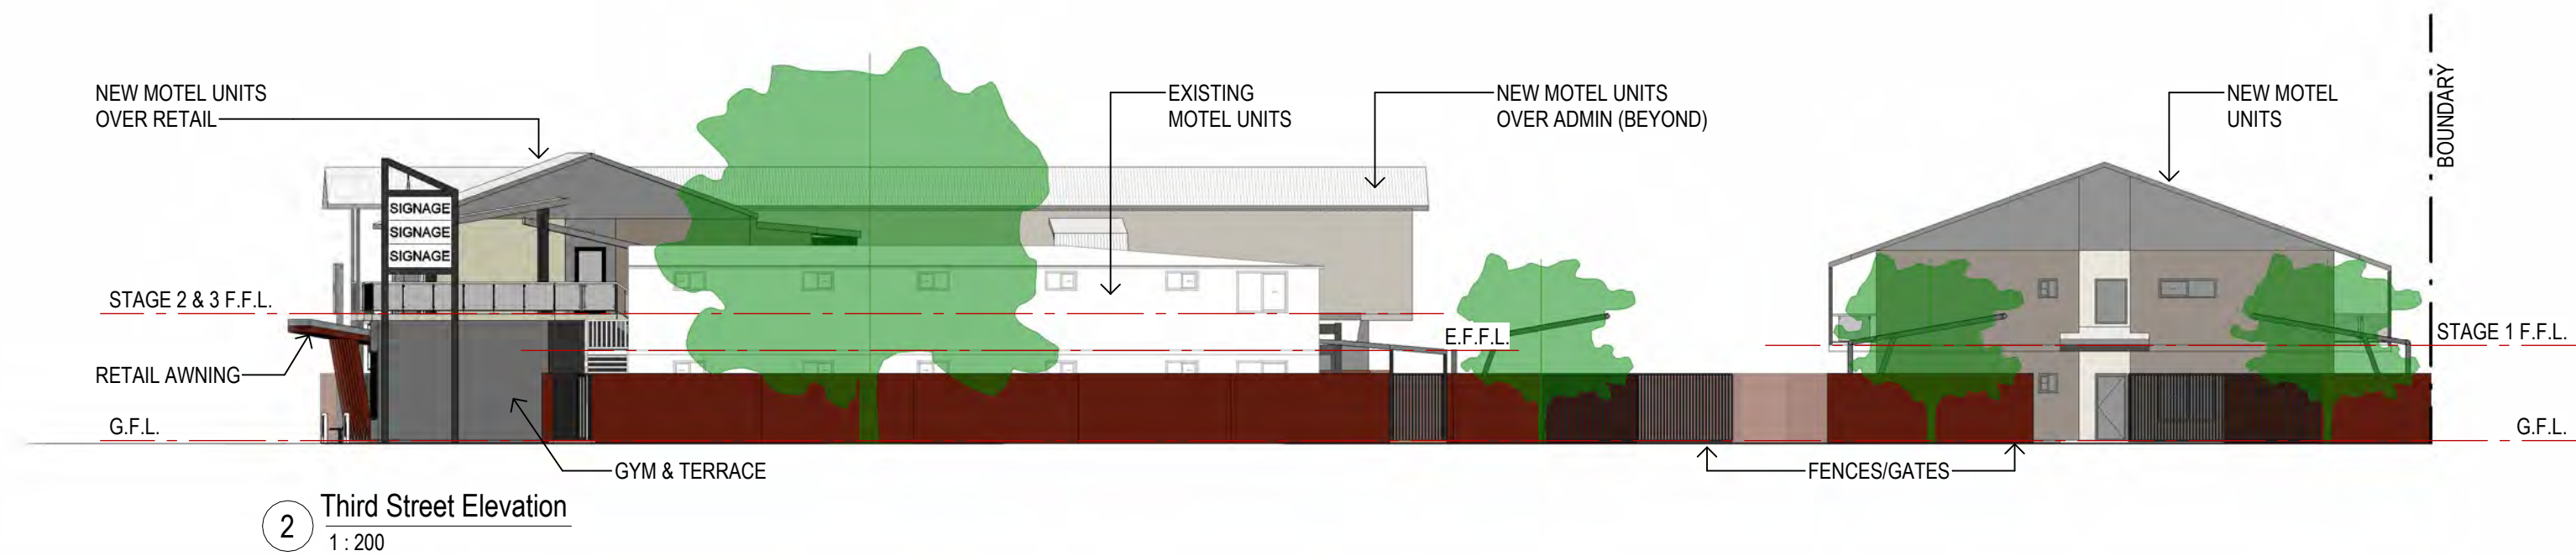 NEW MOTEL UNITS
OVER RETAIL
EXISTING
MOTEL UNITS
NEW MOTEL UNITS
OVER ADMIN (BEYOND)
NEW MOTEL
UNITS
BOUNDARY
SIGNAGE
SIGNAGE
SIGNAGE
STAGE 2 & 3 F.F.L.
E.F.F.L.
STAGE 1 F.F.L.
RETAIL AWNING
G.F.L.
G.F.L.
GYM & TERRACE
FENCES/GATES
2
Third Street Elevation
1 : 200